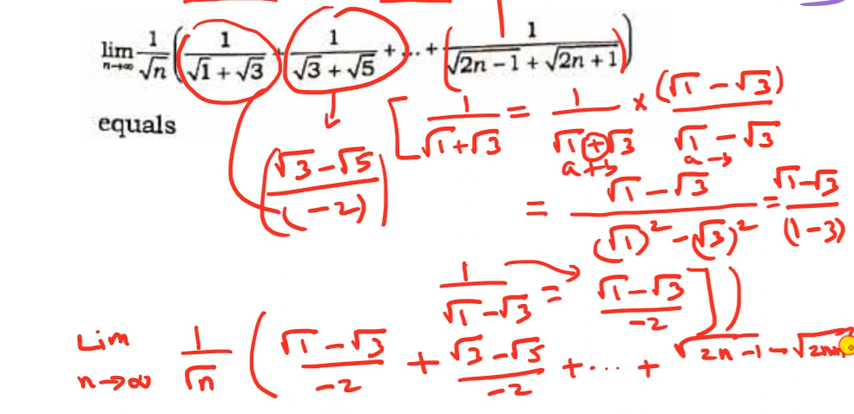 lim n→∞ 1/√n ( 1/(√1 + √3) + 1/(√3 + √5) + ... + 1/(√2n – 1 + √2n + 1) )
equals
[ 1/(√1+√3) = 1/(√1+√3) × (√1 – √3)/(√1 – √3)
a+b a–b
(√3–√5)/(–2)
= (√1 – √3)/((√1)² – (√3)²) = (√1–√3)/(1–3)
1/(√1–√3) = (√1–√3)/–2 ] )
Lim n→∞ 1/√n ( (√1 – √3)/–2 + (√3–√5)/–2 + ... + √2n–1 – √2n